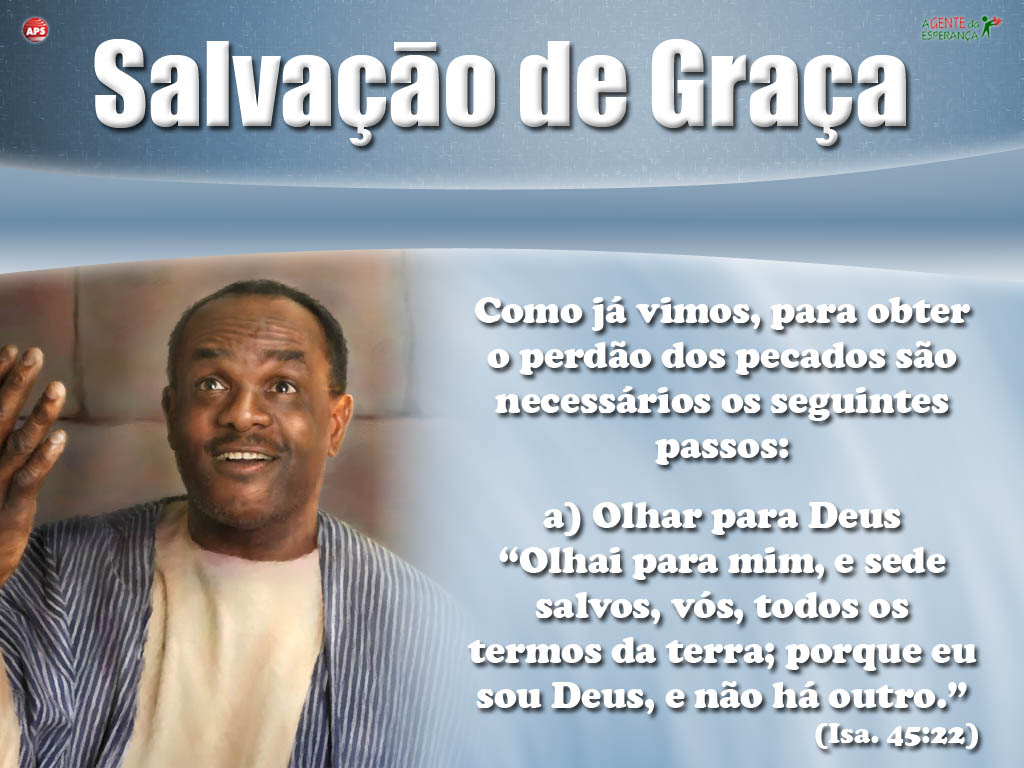 APS
AGENTE da
ESPERANÇA
Salvação de Graça
Como já vimos, para obter
o perdão dos pecados são
necessários os seguintes
passos:
a) Olhar para Deus
“Olhai para mim, e sede
salvos, vós, todos os
termos da terra; porque eu
sou Deus, e não há outro.”
(Isa. 45:22)